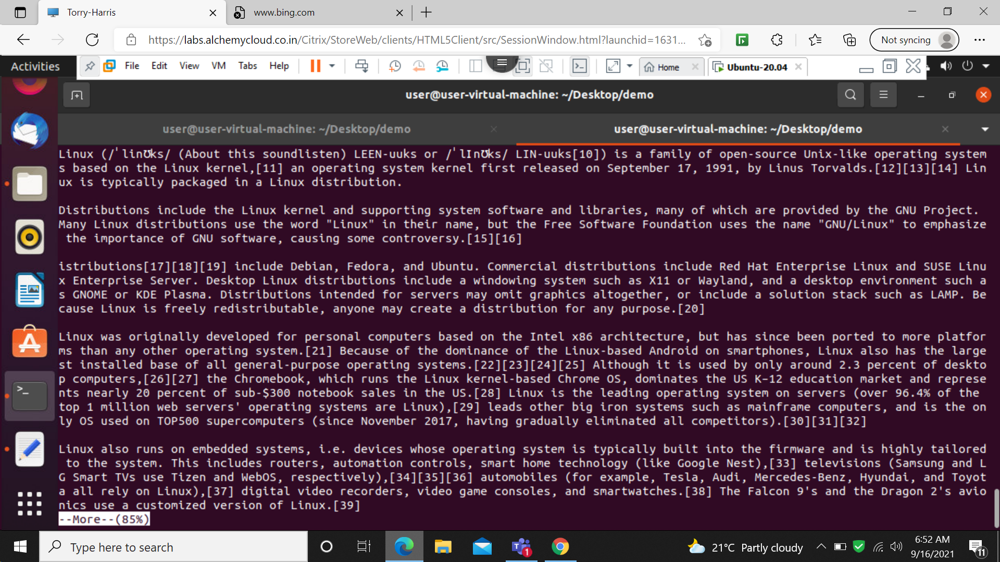 Torry-Harris
www.bing.com
https://labs.alchemycloud.co.in/Citrix/StoreWeb/clients/HTML5Client/src/SessionWindow.html?launchid=1631...
Not syncing
Activities
File Edit View VM Tabs Help
Home
Ubuntu-20.04
user@user-virtual-machine: ~/Desktop/demo
user@user-virtual-machine: ~/Desktop/demo
user@user-virtual-machine: ~/Desktop/demo
Linux (/ˈlinʊks/ (About this soundlisten) LEEN-uuks or /ˈlɪnʊks/ LIN-uuks[10]) is a family of open-source Unix-like operating system
s based on the Linux kernel,[11] an operating system kernel first released on September 17, 1991, by Linus Torvalds.[12][13][14] Lin
ux is typically packaged in a Linux distribution.
Distributions include the Linux kernel and supporting system software and libraries, many of which are provided by the GNU Project.
Many Linux distributions use the word "Linux" in their name, but the Free Software Foundation uses the name "GNU/Linux" to emphasize
the importance of GNU software, causing some controversy.[15][16]
istributions[17][18][19] include Debian, Fedora, and Ubuntu. Commercial distributions include Red Hat Enterprise Linux and SUSE Linu
x Enterprise Server. Desktop Linux distributions include a windowing system such as X11 or Wayland, and a desktop environment such a
s GNOME or KDE Plasma. Distributions intended for servers may omit graphics altogether, or include a solution stack such as LAMP. Be
cause Linux is freely redistributable, anyone may create a distribution for any purpose.[20]
Linux was originally developed for personal computers based on the Intel x86 architecture, but has since been ported to more platfor
ms than any other operating system.[21] Because of the dominance of the Linux-based Android on smartphones, Linux also has the large
st installed base of all general-purpose operating systems.[22][23][24][25] Although it is used by only around 2.3 percent of deskto
p computers,[26][27] the Chromebook, which runs the Linux kernel-based Chrome OS, dominates the US K–12 education market and represe
nts nearly 20 percent of sub-$300 notebook sales in the US.[28] Linux is the leading operating system on servers (over 96.4% of the
top 1 million web servers' operating systems are Linux),[29] leads other big iron systems such as mainframe computers, and is the on
ly OS used on TOP500 supercomputers (since November 2017, having gradually eliminated all competitors).[30][31][32]
Linux also runs on embedded systems, i.e. devices whose operating system is typically built into the firmware and is highly tailored
to the system. This includes routers, automation controls, smart home technology (like Google Nest),[33] televisions (Samsung and L
G Smart TVs use Tizen and WebOS, respectively),[34][35][36] automobiles (for example, Tesla, Audi, Mercedes-Benz, Hyundai, and Toyot
a all rely on Linux),[37] digital video recorders, video game consoles, and smartwatches.[38] The Falcon 9's and the Dragon 2's avio
nics use a customized version of Linux.[39]
--More--(85%)
Type here to search
1
21°C Partly cloudy
6:52 AM
9/16/2021
11